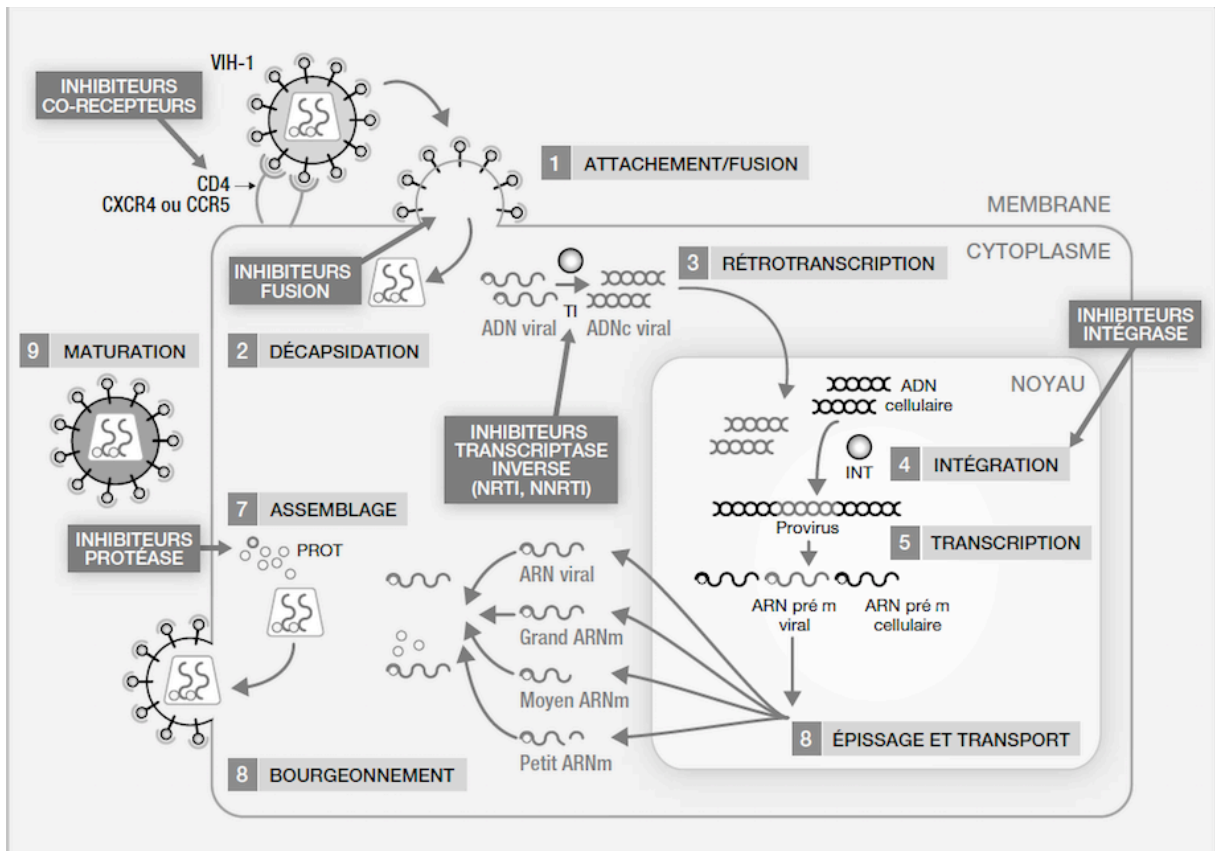 VIH-1
INHIBITEURS
CO-RECEPTEURS
CD4
CXCR4 ou CCR5
1 ATTACHEMENT/FUSION
MEMBRANE
CYTOPLASME
INHIBITEURS
FUSION
3 RÉTROTRANSCRIPTION
TI
ADN viral
ADNc viral
INHIBITEURS
INTÉGRASE
9 MATURATION
2 DÉCAPSIDATION
NOYAU
ADN
cellulaire
INHIBITEURS
TRANSCRIPTASE
INVERSE
(NRTI, NNRTI)
INT
4 INTÉGRATION
7 ASSEMBLAGE
Provirus
INHIBITEURS
PROTÉASE
PROT
5 TRANSCRIPTION
ARN viral
ARN pré m
viral
ARN pré m
cellulaire
Grand ARNm
Moyen ARNm
8 ÉPISSAGE ET TRANSPORT
Petit ARNm
8 BOURGEONNEMENT